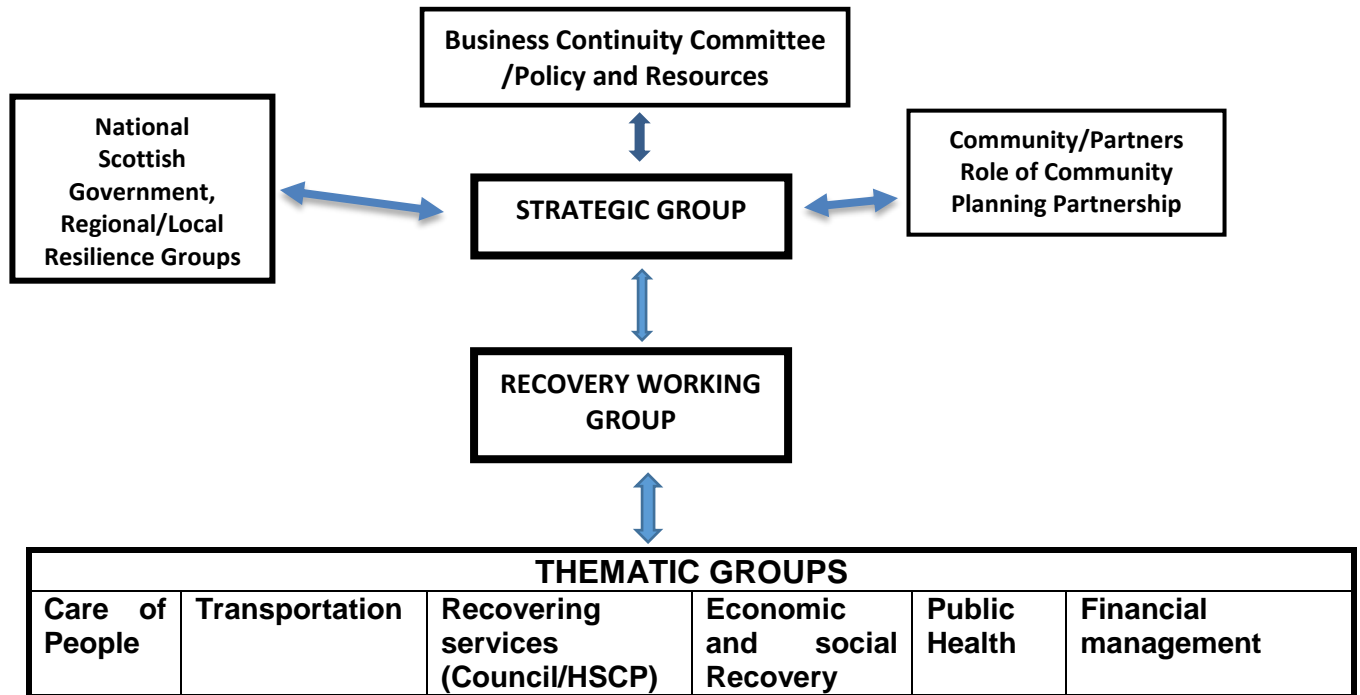 Business Continuity Committee
/Policy and Resources
National
Scottish
Government,
Regional/Local
Resilience Groups
Community/Partners
Role of Community
Planning Partnership
STRATEGIC GROUP
RECOVERY WORKING
GROUP
THEMATIC GROUPS
Care of
People
Transportation
Recovering
services
(Council/HSCP)
Economic
and social
Recovery
Public
Health
Financial
management